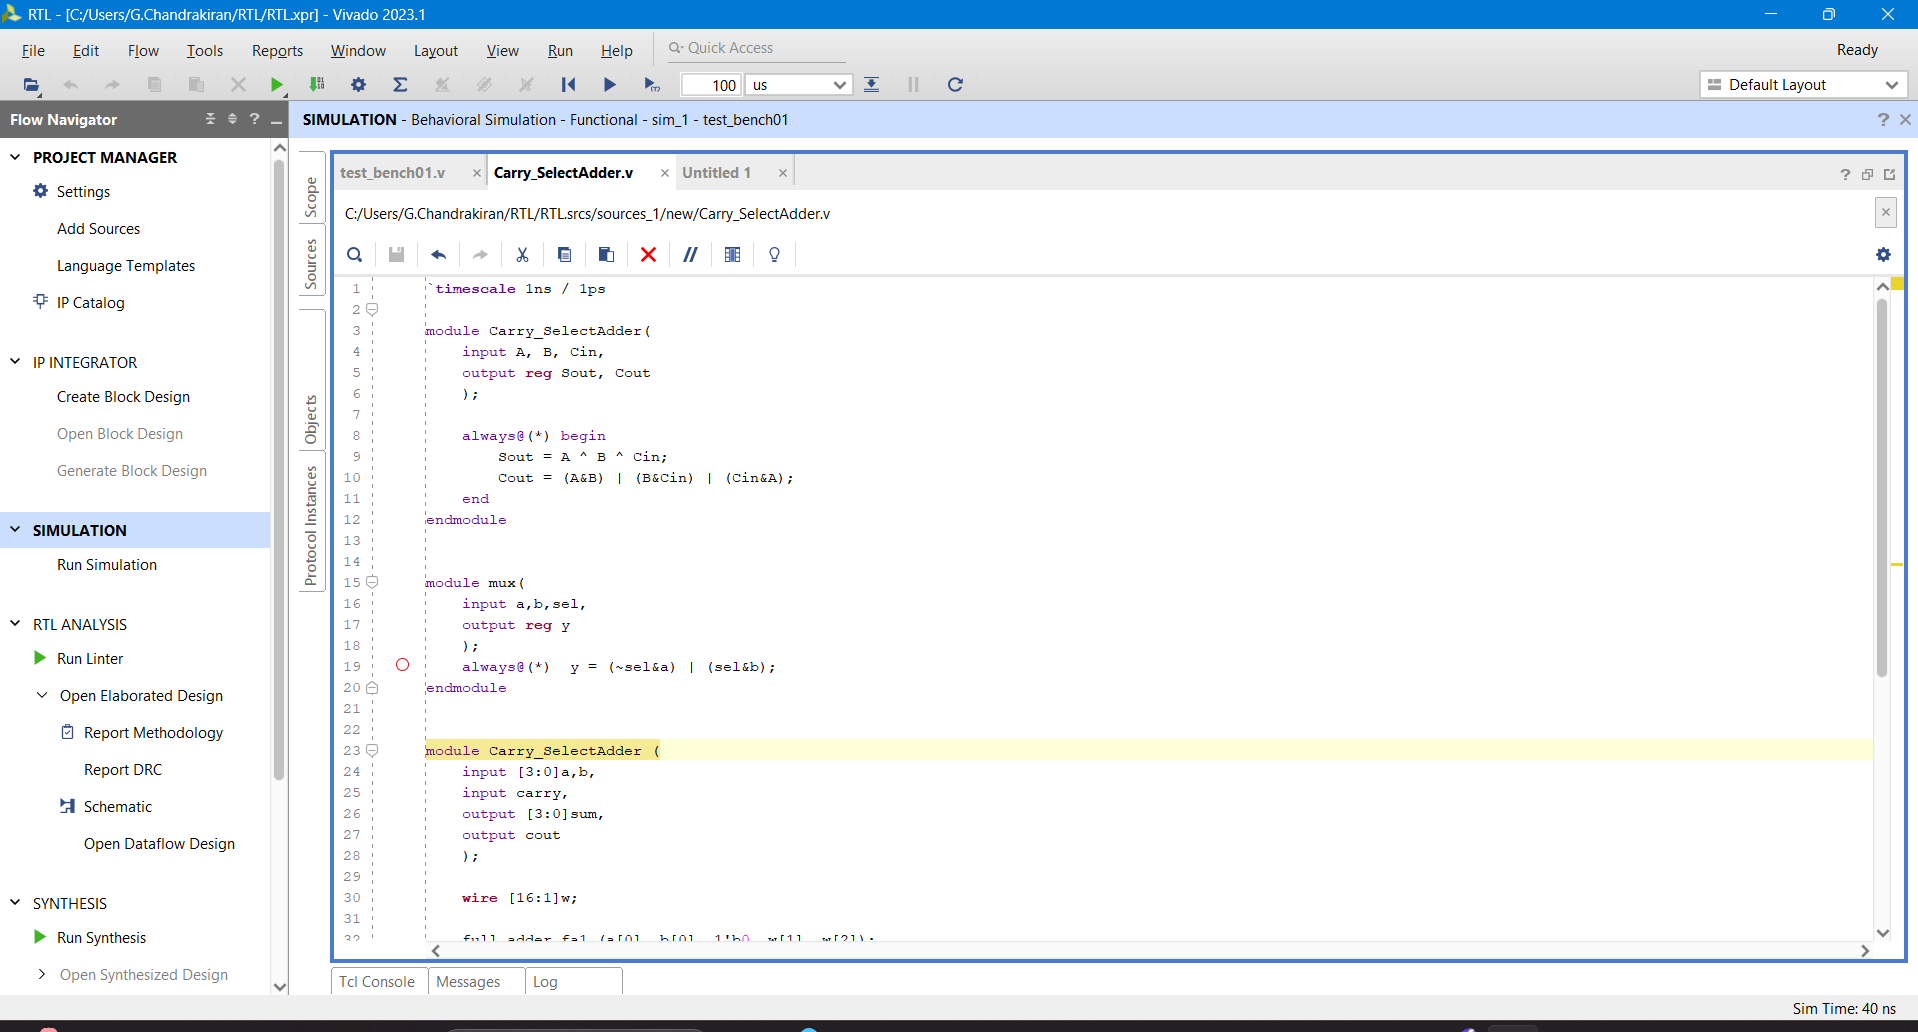 RTL - [C:/Users/G.Chandrakiran/RTL/RTL.xpr] - Vivado 2023.1
File Edit Flow Tools Reports Window Layout View Run Help Quick Access Ready
100 us Default Layout
Flow Navigator
SIMULATION - Behavioral Simulation - Functional - sim_1 - test_bench01
PROJECT MANAGER
Settings
Add Sources
Language Templates
IP Catalog
IP INTEGRATOR
Create Block Design
Open Block Design
Generate Block Design
SIMULATION
Run Simulation
RTL ANALYSIS
Run Linter
Open Elaborated Design
Report Methodology
Report DRC
Schematic
Open Dataflow Design
SYNTHESIS
Run Synthesis
Open Synthesized Design
Scope
Sources
Objects
Protocol Instances
test_bench01.v Carry_SelectAdder.v Untitled 1
C:/Users/G.Chandrakiran/RTL/RTL.srcs/sources_1/new/Carry_SelectAdder.v
1 `timescale 1ns / 1ps
2
3 module Carry_SelectAdder(
4 input A, B, Cin,
5 output reg Sout, Cout
6 );
7
8 always@(*) begin
9 Sout = A ^ B ^ Cin;
10 Cout = (A&B) | (B&Cin) | (Cin&A);
11 end
12 endmodule
13
14
15 module mux(
16 input a,b,sel,
17 output reg y
18 );
19 always@(*) y = (~sel&a) | (sel&b);
20 endmodule
21
22
23 module Carry_SelectAdder (
24 input [3:0]a,b,
25 input carry,
26 output [3:0]sum,
27 output cout
28 );
29
30 wire [16:1]w;
31
32 full_adder fa1 (a[0], b[0], 1'b0, w[1], w[2]);
Tcl Console Messages Log
Sim Time: 40 ns